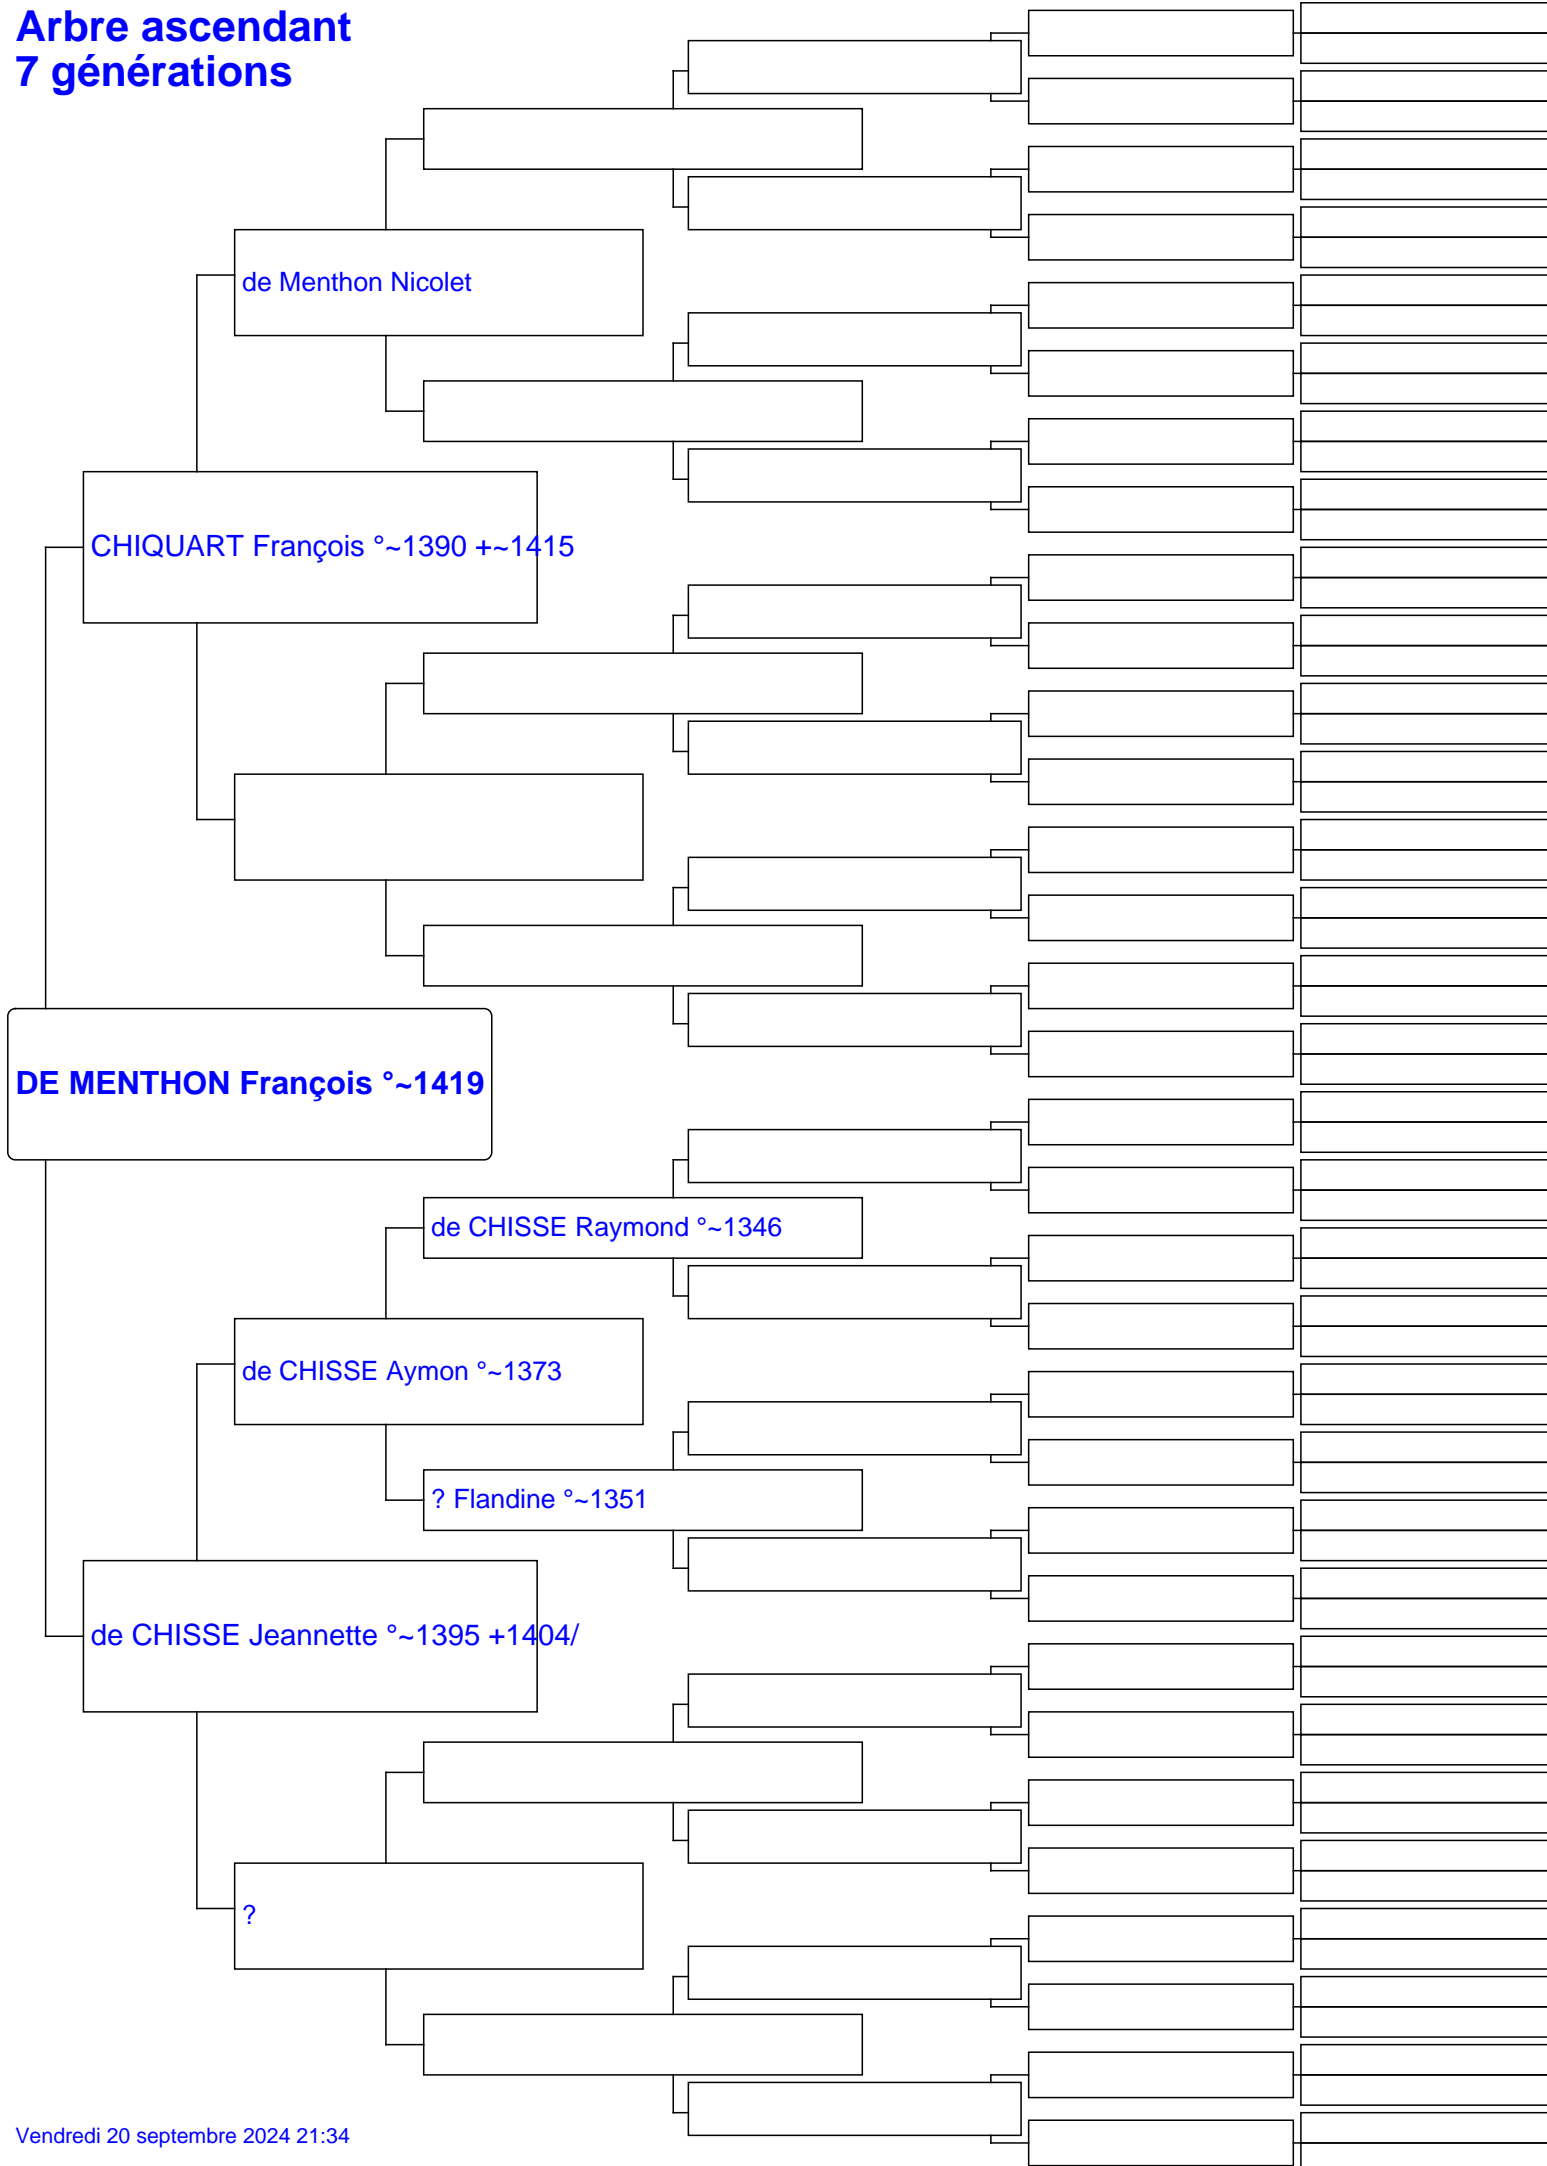 Arbre ascendant
7 générations
de Menthon Nicolet
CHIQUART François °~1390 +~1415
DE MENTHON François °~1419
de CHISSE Raymond °~1346
de CHISSE Aymon °~1373
? Flandine °~1351
de CHISSE Jeannette °~1395 +1404/
?
Vendredi 20 septembre 2024 21:34